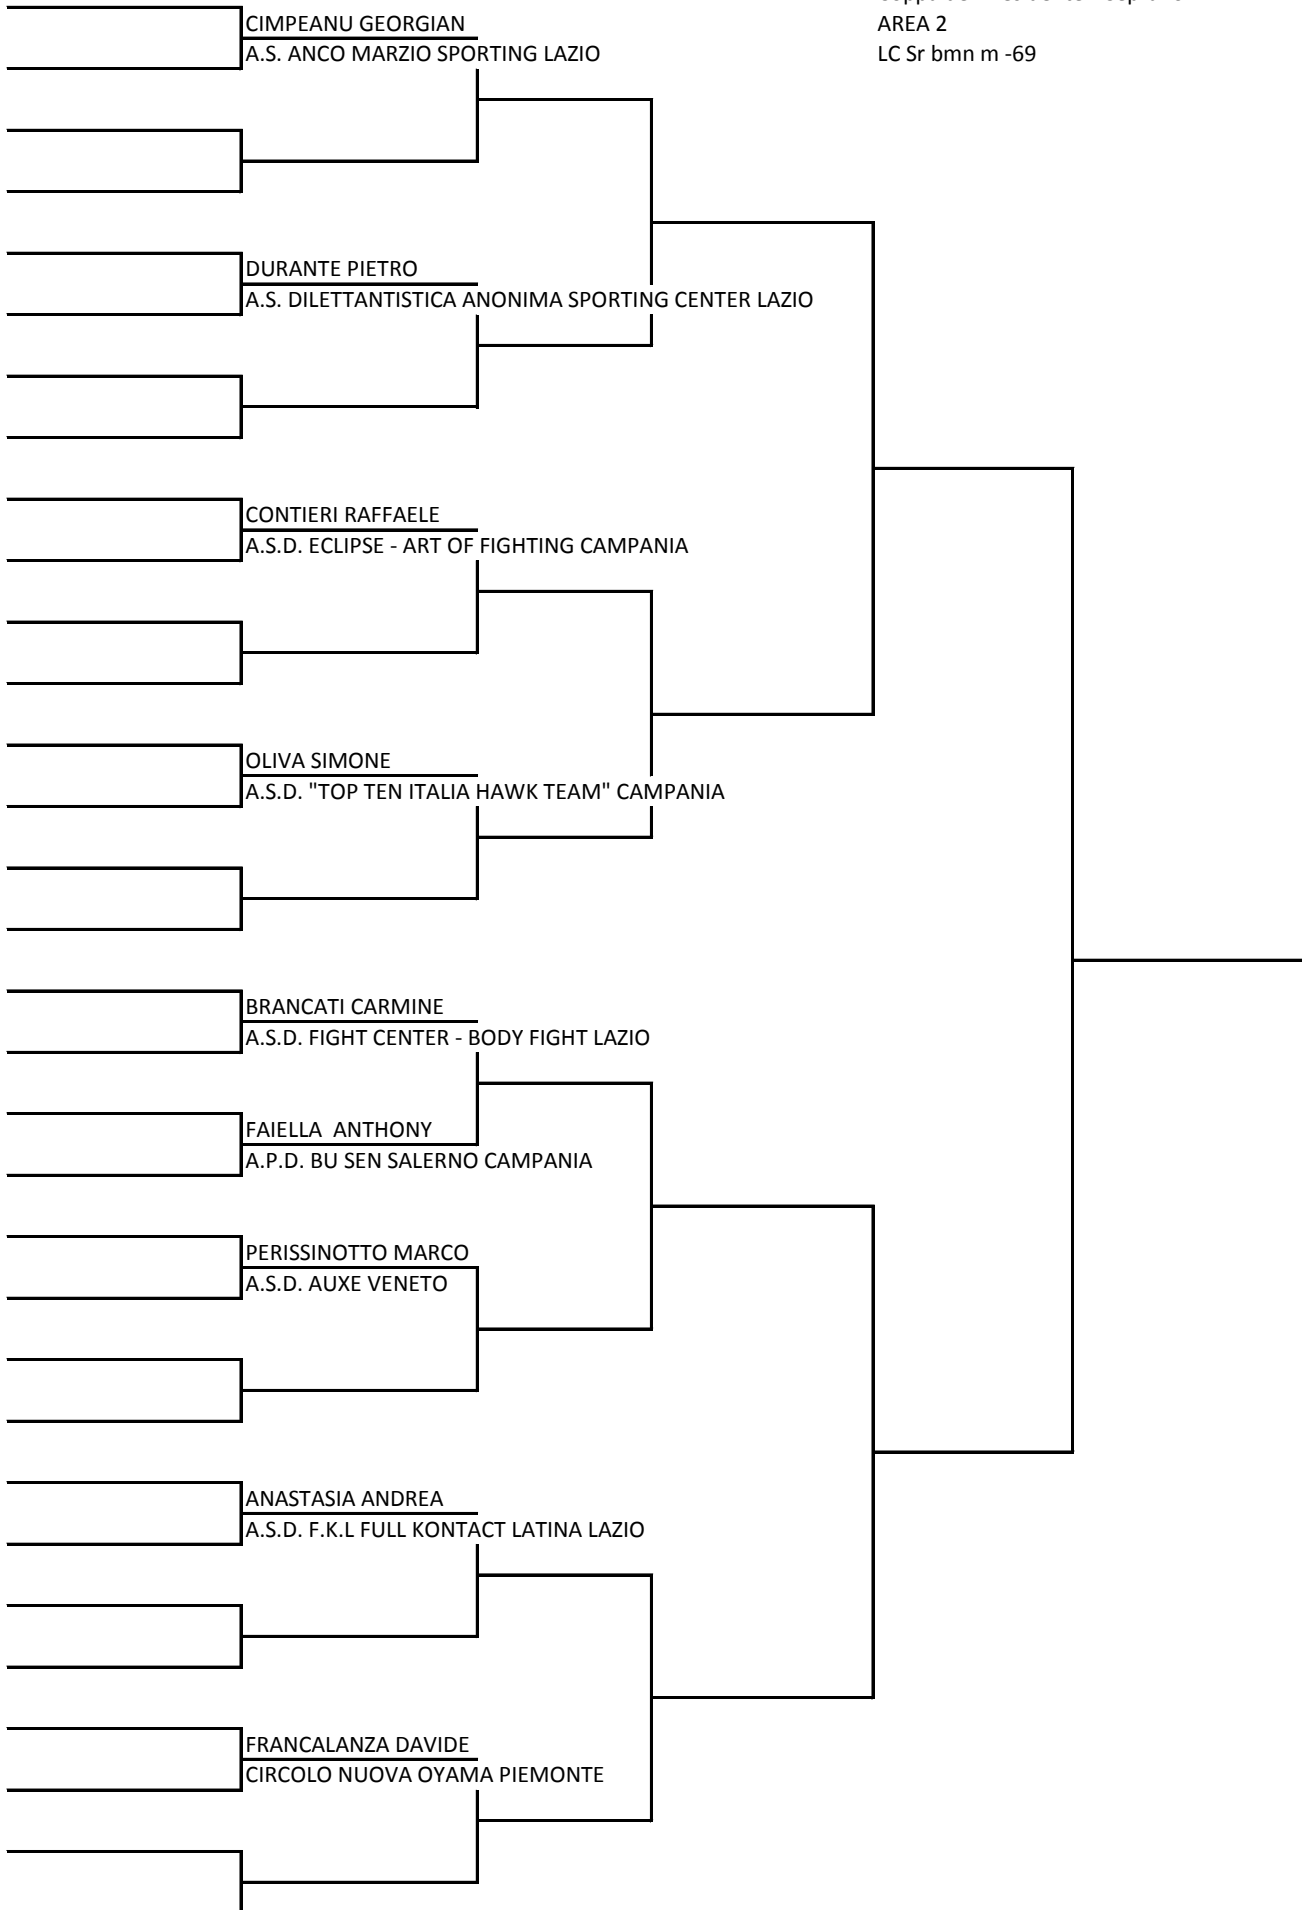 CIMPEANU GEORGIAN
A.S. ANCO MARZIO SPORTING LAZIO
AREA 2
LC Sr bmn m -69
DURANTE PIETRO
A.S. DILETTANTISTICA ANONIMA SPORTING CENTER LAZIO
CONTIERI RAFFAELE
A.S.D. ECLIPSE - ART OF FIGHTING CAMPANIA
OLIVA SIMONE
A.S.D. "TOP TEN ITALIA HAWK TEAM" CAMPANIA
BRANCATI CARMINE
A.S.D. FIGHT CENTER - BODY FIGHT LAZIO
FAIELLA  ANTHONY
A.P.D. BU SEN SALERNO CAMPANIA
PERISSINOTTO MARCO
A.S.D. AUXE VENETO
ANASTASIA ANDREA
A.S.D. F.K.L FULL KONTACT LATINA LAZIO
FRANCALANZA DAVIDE
CIRCOLO NUOVA OYAMA PIEMONTE